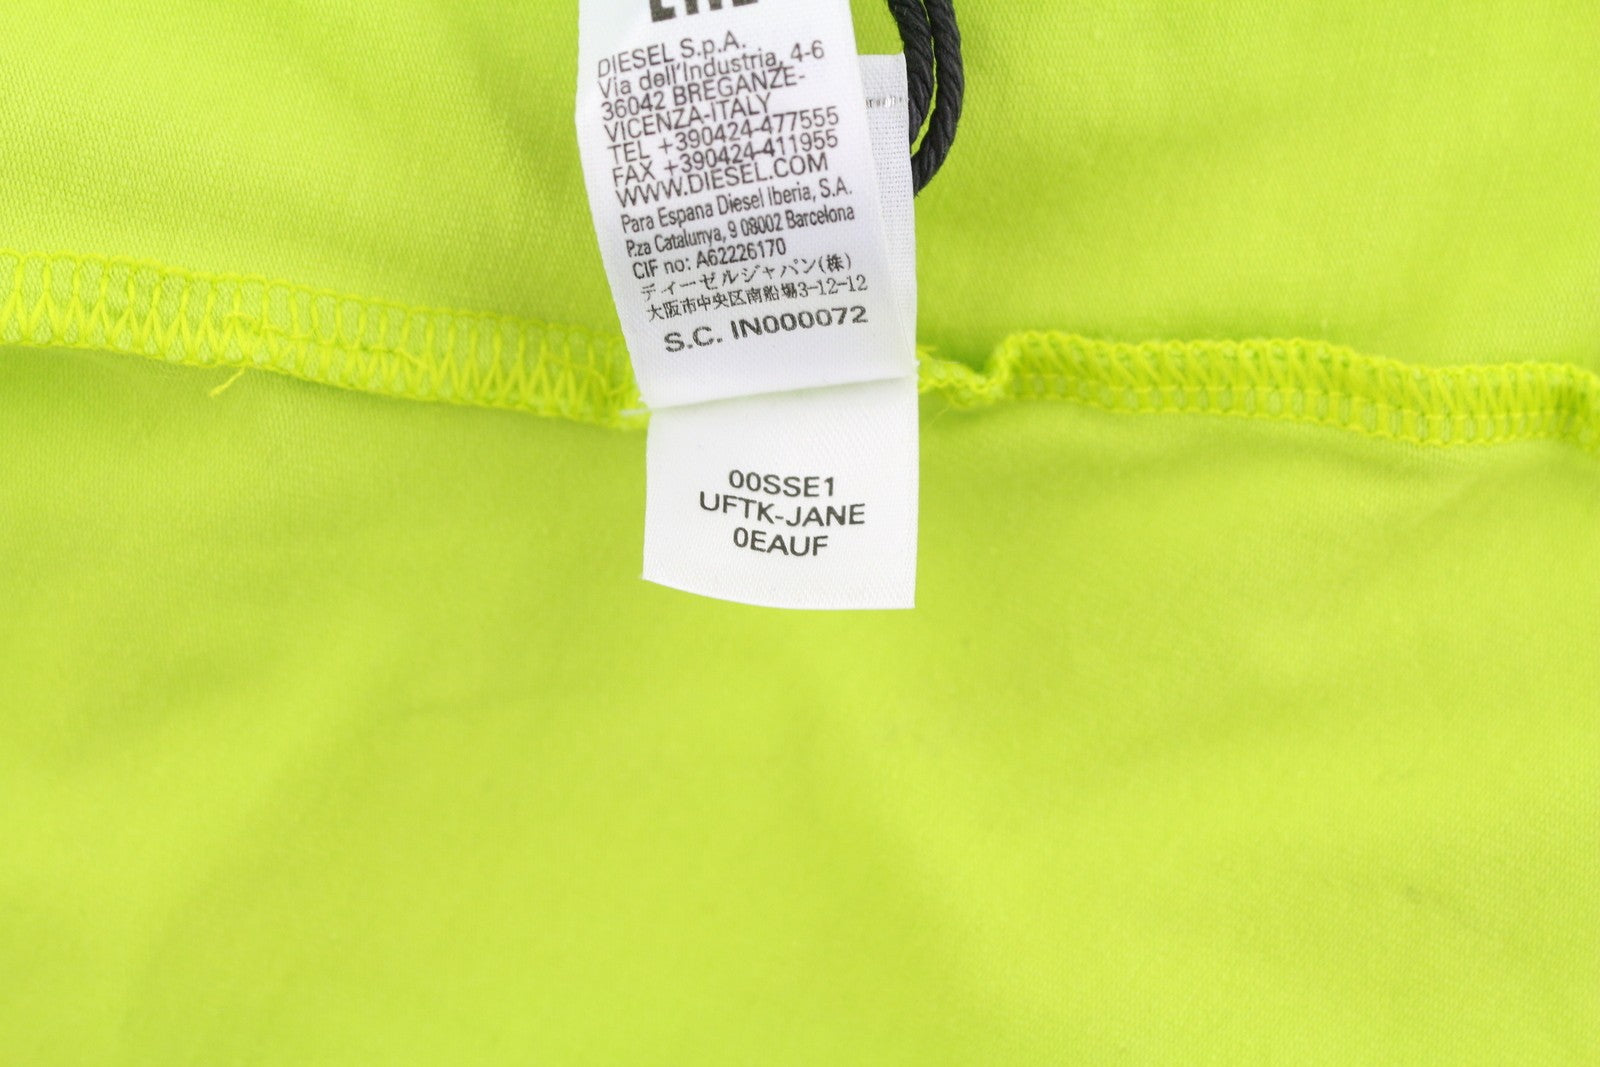 DIESEL S.p.A.
Via dell'Industria, 4-6
36042 BREGANZE-
VICENZA-ITALY
TEL +390424-477555
FAX +390424-411955
WWW.DIESEL.COM
Para Espana Diesel Iberia, S.A.
P.za Catalunya, 9 08002 Barcelona
CIF no: A62226170
ディーゼルジャパン(株)
大阪市中央区南船場3-12-12
S.C. IN000072
00SSE1
UFTK-JANE
0EAUF